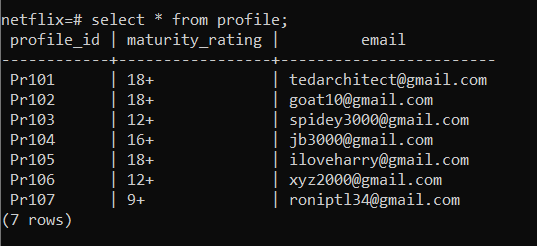 netflix=# select * from profile;
 profile_id | maturity_rating |         email
------------+-----------------+------------------------
 Pr101      | 18+             | tedarchitect@gmail.com
 Pr102      | 18+             | goat10@gmail.com
 Pr103      | 12+             | spidey3000@gmail.com
 Pr104      | 16+             | jb3000@gmail.com
 Pr105      | 18+             | iloveharry@gmail.com
 Pr106      | 12+             | xyz2000@gmail.com
 Pr107      | 9+              | roniptl34@gmail.com
(7 rows)